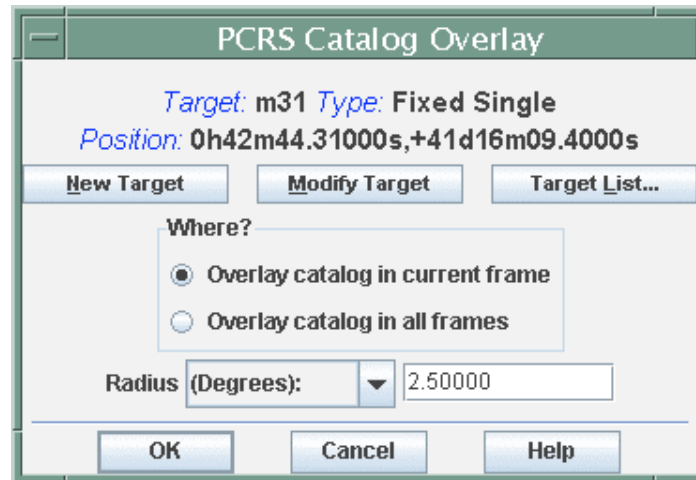 PCRS Catalog Overlay
Target: m31 Type: Fixed Single
Position: 0h42m44.31000s,+41d16m09.4000s
New Target Modify Target Target List...
Where?
Overlay catalog in current frame
Overlay catalog in all frames
Radius (Degrees): 2.50000
OK Cancel Help